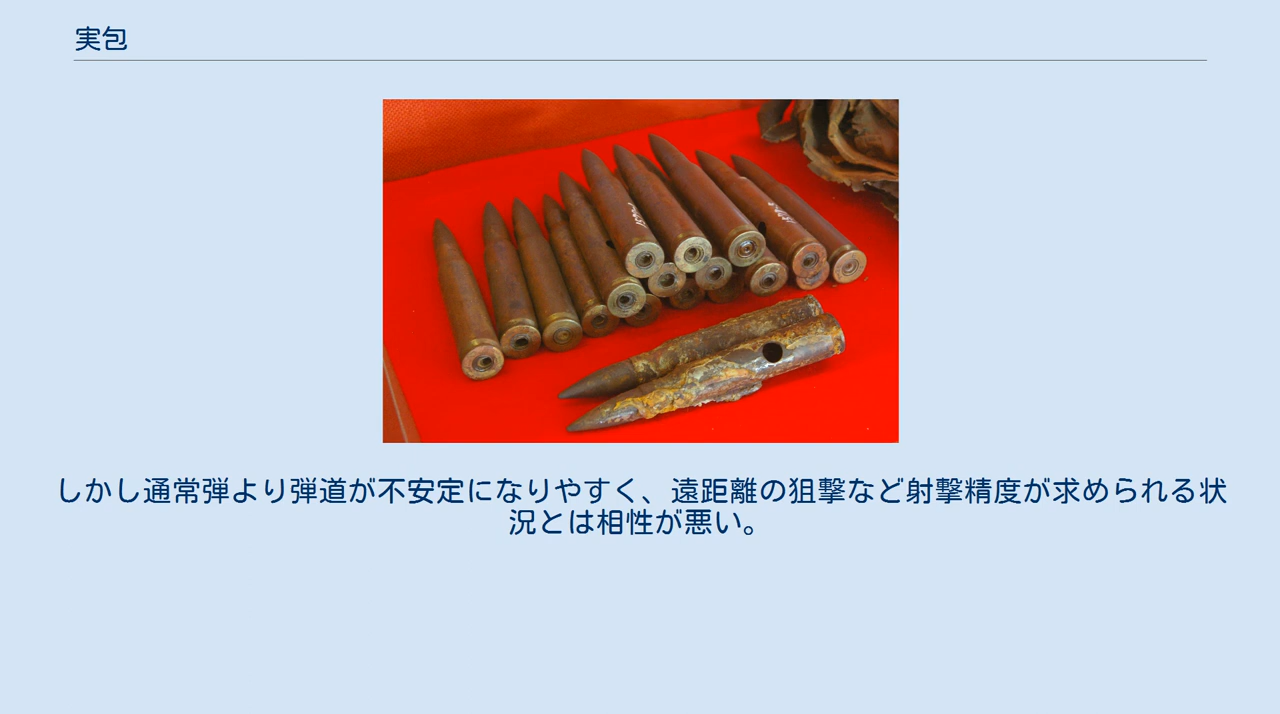 実包
しかし通常弾より弾道が不安定になりやすく、遠距離の狙撃など射撃精度が求められる状
況とは相性が悪い。